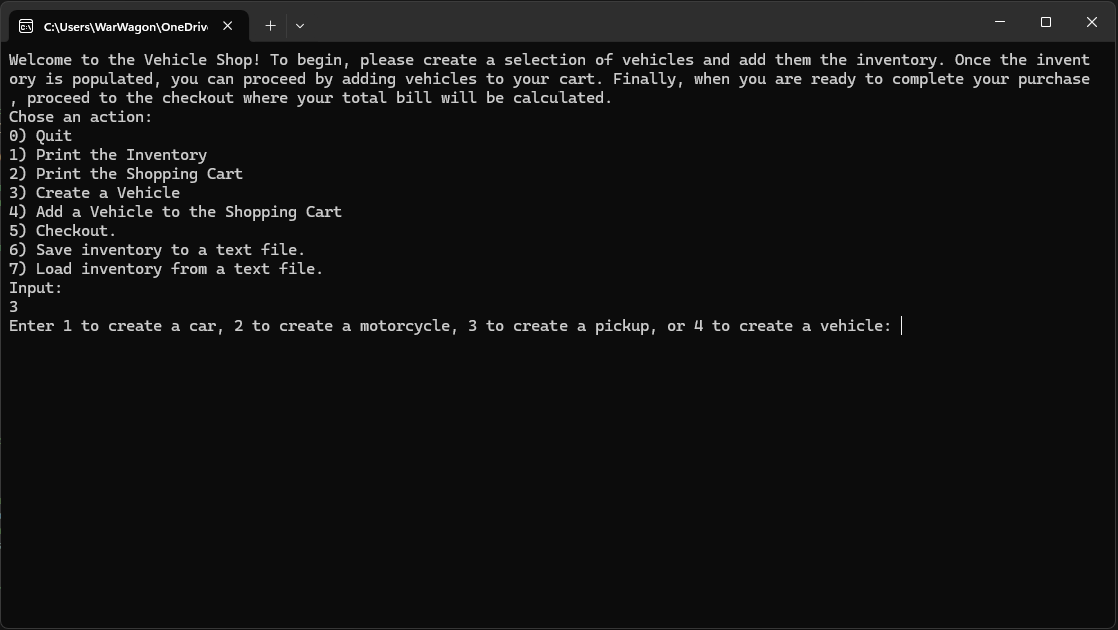 C:\Users\WarWagon\OneDriv
Welcome to the Vehicle Shop! To begin, please create a selection of vehicles and add them the inventory. Once the invent
ory is populated, you can proceed by adding vehicles to your cart. Finally, when you are ready to complete your purchase
, proceed to the checkout where your total bill will be calculated.
Chose an action:
0) Quit
1) Print the Inventory
2) Print the Shopping Cart
3) Create a Vehicle
4) Add a Vehicle to the Shopping Cart
5) Checkout.
6) Save inventory to a text file.
7) Load inventory from a text file.
Input:
3
Enter 1 to create a car, 2 to create a motorcycle, 3 to create a pickup, or 4 to create a vehicle: